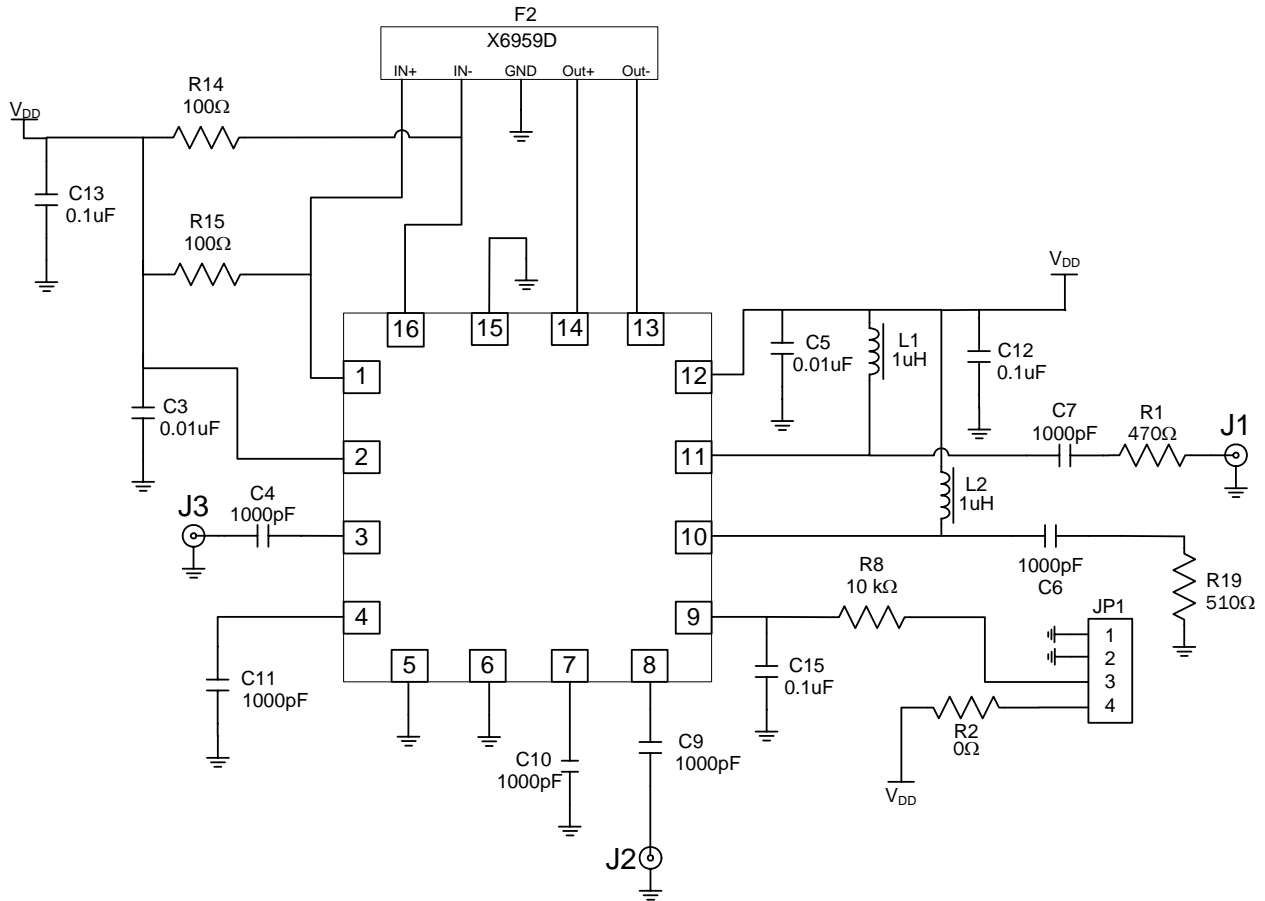 F2
X6959D
IN+ IN- GND Out+ Out-
R14
100Ω
VDD
C13
0.1uF
R15
100Ω
16 15 14 13
VDD
1
C3
0.01uF
2
C4
1000pF
J3
3
4
C11
1000pF
5 6 7 8
C10
1000pF
C9
1000pF
J2
12
C5
0.01uF
L1
1uH
C12
0.1uF
11
C7
1000pF
R1
470Ω
J1
L2
1uH
10
1000pF
C6
R19
510Ω
9
R8
10 kΩ
C15
0.1uF
JP1
1
2
3
4
R2
0Ω
VDD